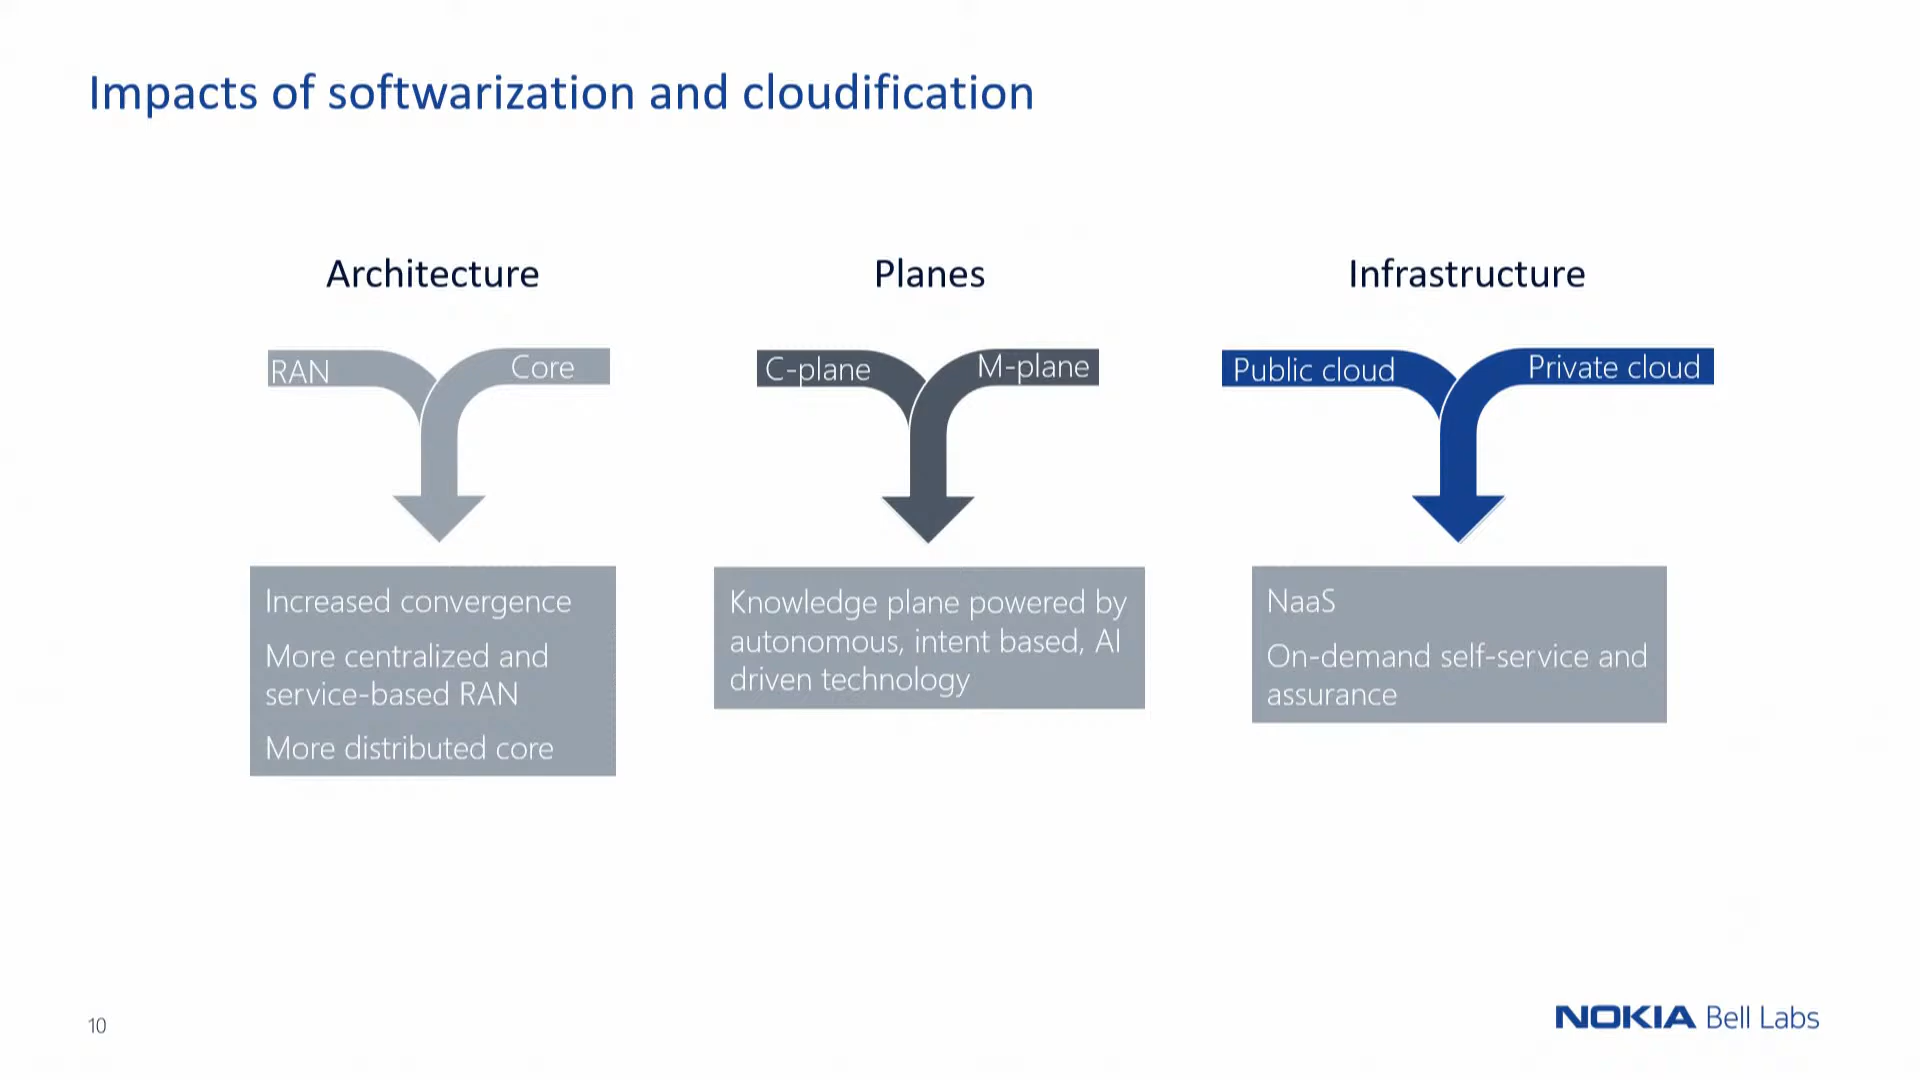 Impacts of softwarization and cloudification
Architecture
RAN
Core
Increased convergence
More centralized and
service-based RAN
More distributed core
Planes
C-plane
M-plane
Knowledge plane powered by
autonomous, intent based, AI
driven technology
Infrastructure
Public cloud
Private cloud
NaaS
On-demand self-service and
assurance
10
NOKIA Bell Labs